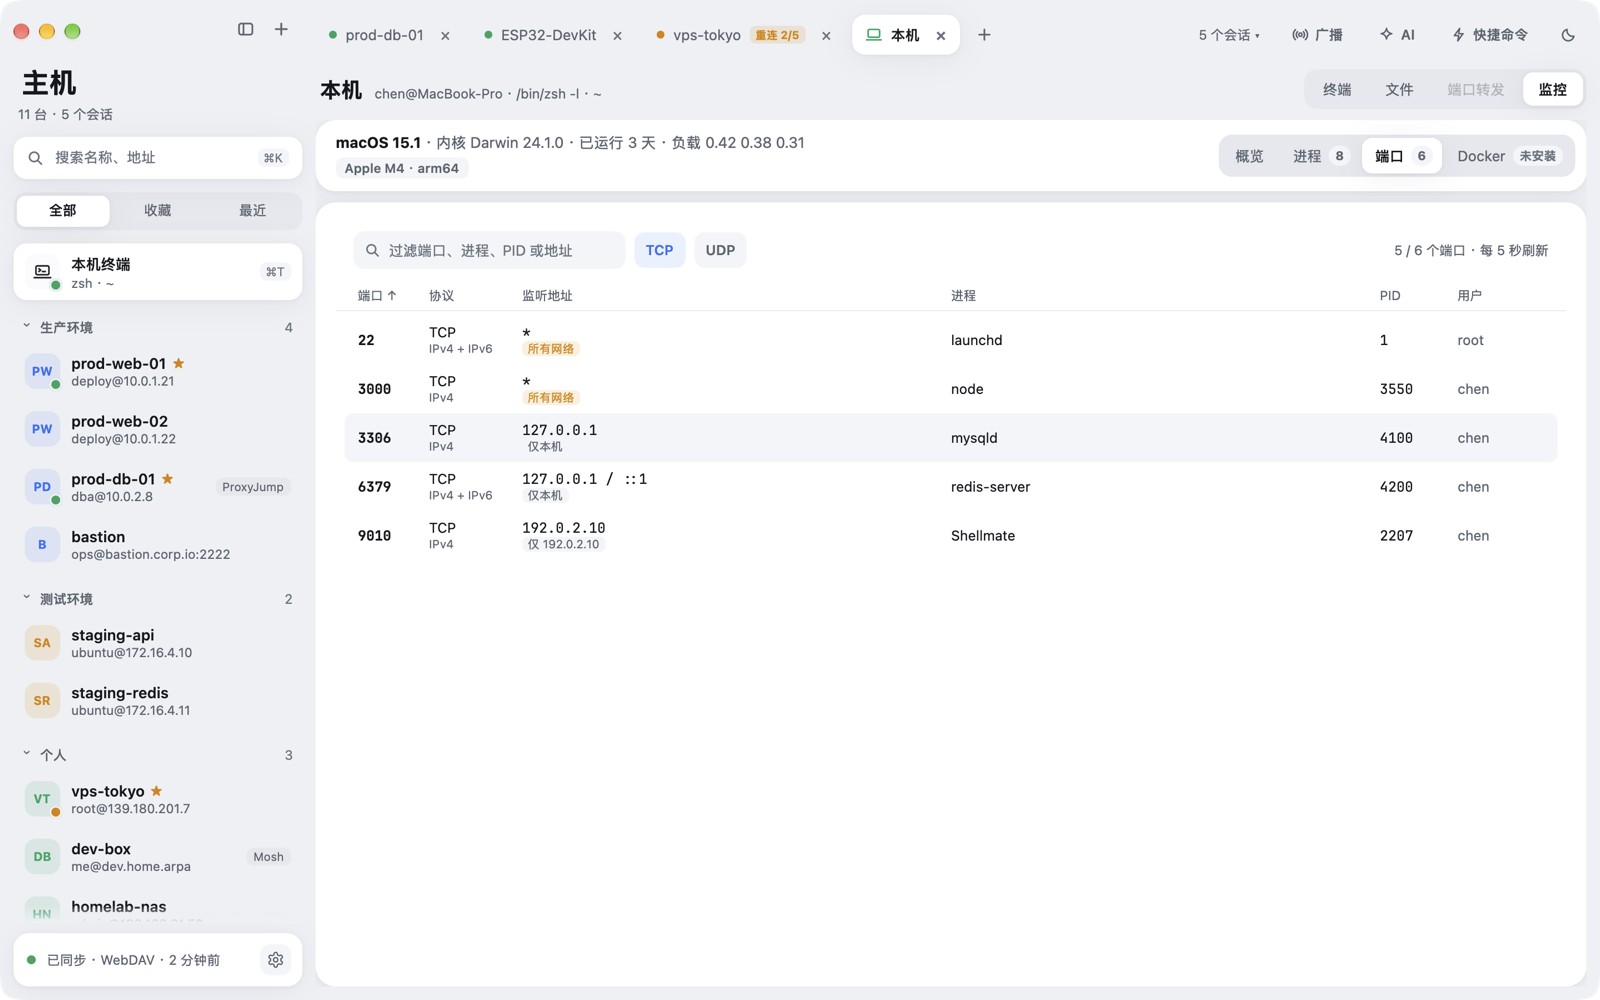 主机
11 台 · 5 个会话
搜索名称、地址 ⌘K
全部 收藏 最近
本机终端
zsh · ~
⌘T
生产环境 4
PW
prod-web-01 ★
deploy@10.0.1.21
PW
prod-web-02
deploy@10.0.1.22
PD
prod-db-01 ★
dba@10.0.2.8
ProxyJump
B
bastion
ops@bastion.corp.io:2222
测试环境 2
SA
staging-api
ubuntu@172.16.4.10
SR
staging-redis
ubuntu@172.16.4.11
个人 3
VT
vps-tokyo ★
root@139.180.201.7
DB
dev-box
me@dev.home.arpa
Mosh
HN
homelab-nas
已同步 · WebDAV · 2 分钟前
prod-db-01 ESP32-DevKit vps-tokyo 重连 2/5 本机
5 个会话 广播 AI 快捷命令
本机 chen@MacBook-Pro · /bin/zsh -l · ~
终端 文件 端口转发 监控
macOS 15.1 · 内核 Darwin 24.1.0 · 已运行 3 天 · 负载 0.42 0.38 0.31
Apple M4 · arm64
概览 进程 8 端口 6 Docker 未安装
过滤端口、进程、PID 或地址 TCP UDP
5 / 6 个端口 · 每 5 秒刷新
端口 ↑ 协议 监听地址 进程 PID 用户
22 TCP * launchd 1 root
IPv4 + IPv6 所有网络
3000 TCP * node 3550 chen
IPv4 所有网络
3306 TCP 127.0.0.1 mysqld 4100 chen
IPv4 仅本机
6379 TCP 127.0.0.1 / ::1 redis-server 4200 chen
IPv4 + IPv6 仅本机
9010 TCP 192.0.2.10 Shellmate 2207 chen
IPv4 仅 192.0.2.10